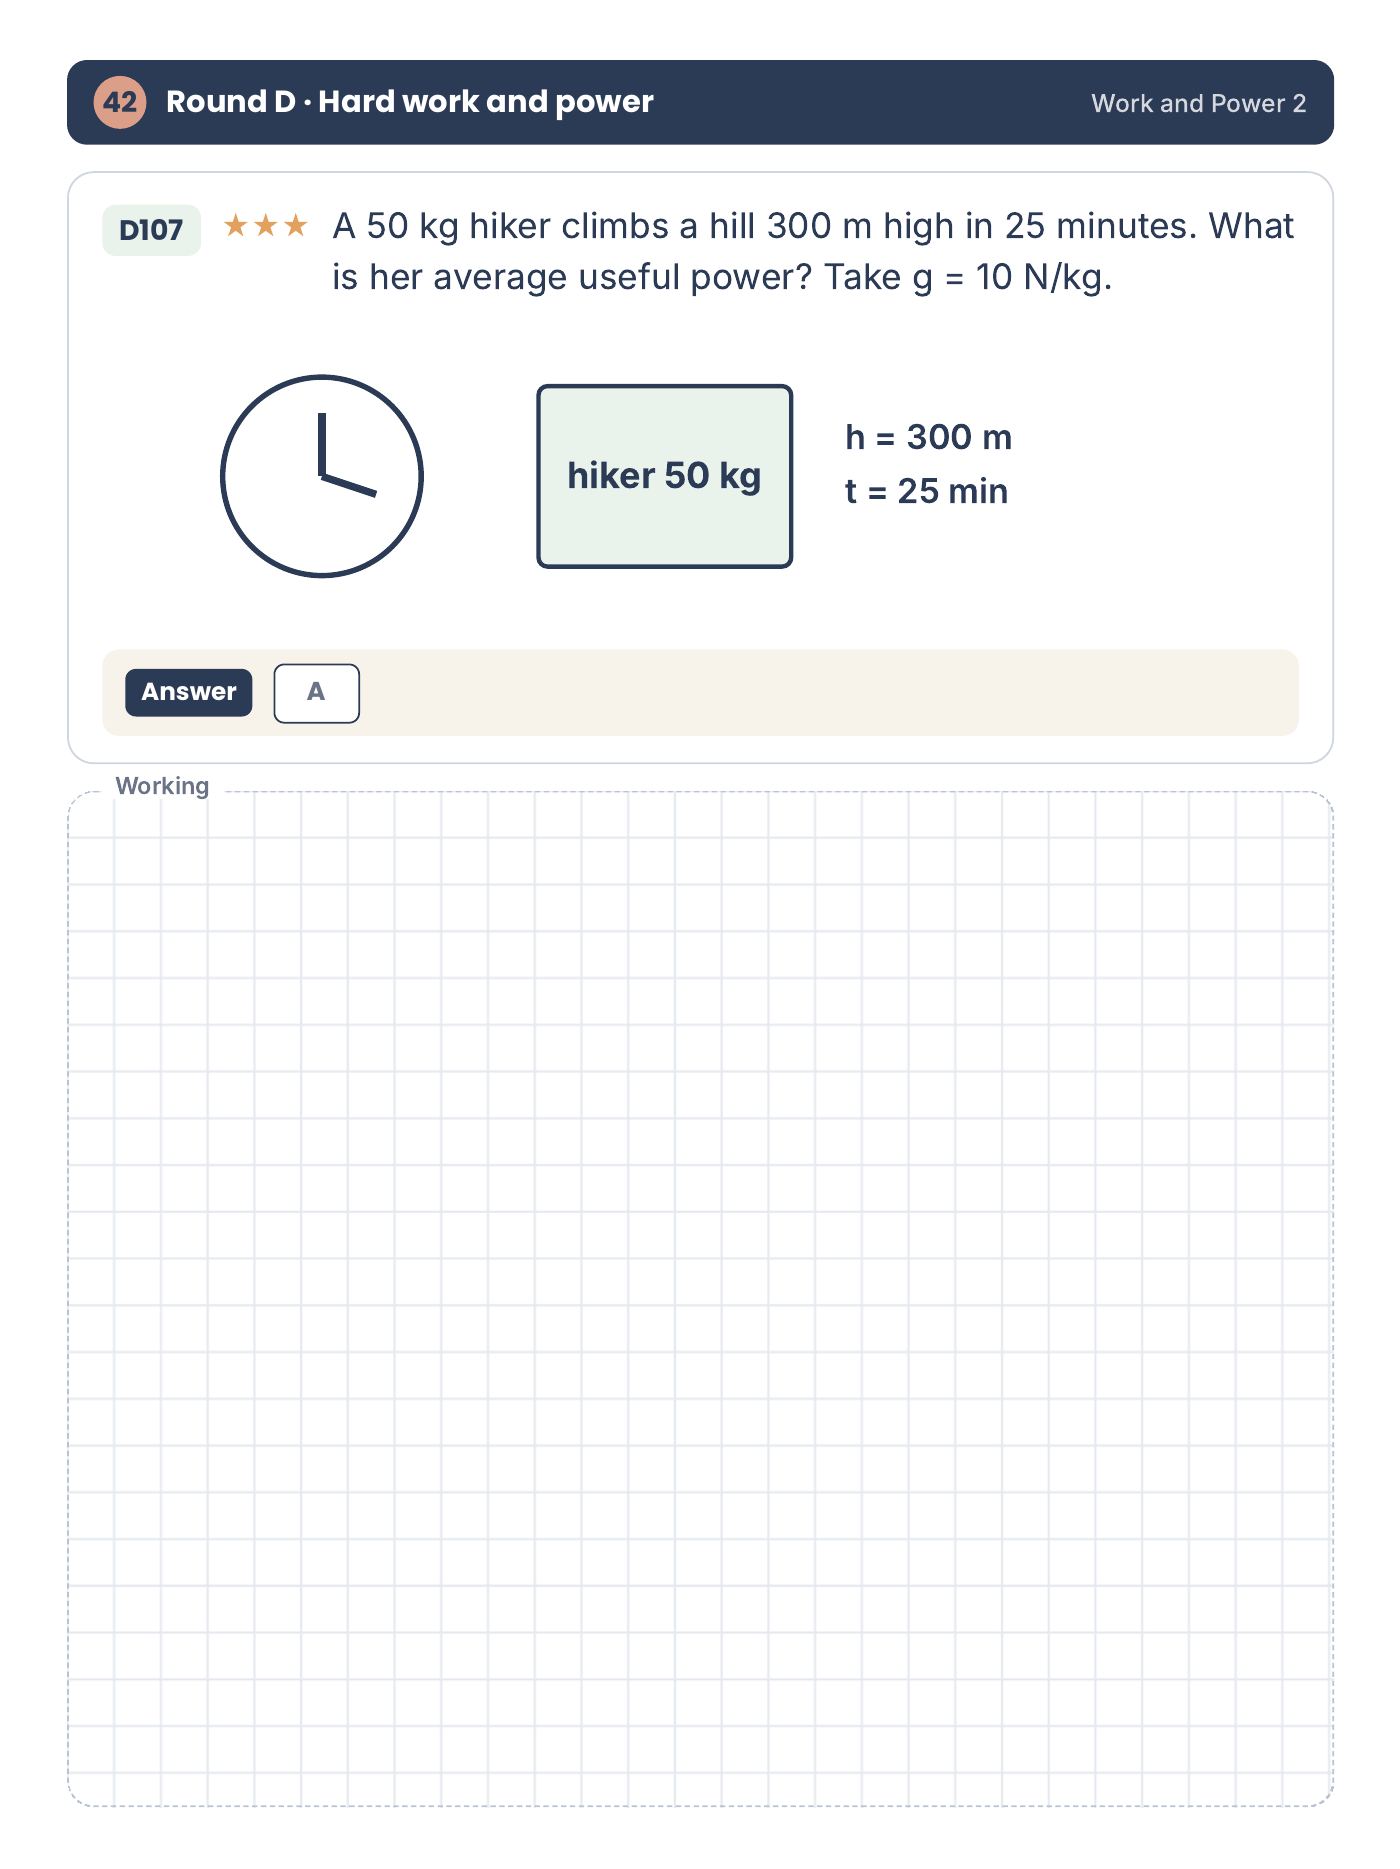 42 Round D · Hard work and power
Work and Power 2
D107 ★★★ A 50 kg hiker climbs a hill 300 m high in 25 minutes. What
is her average useful power? Take g = 10 N/kg.
hiker 50 kg
h = 300 m
t = 25 min
Answer A
Working